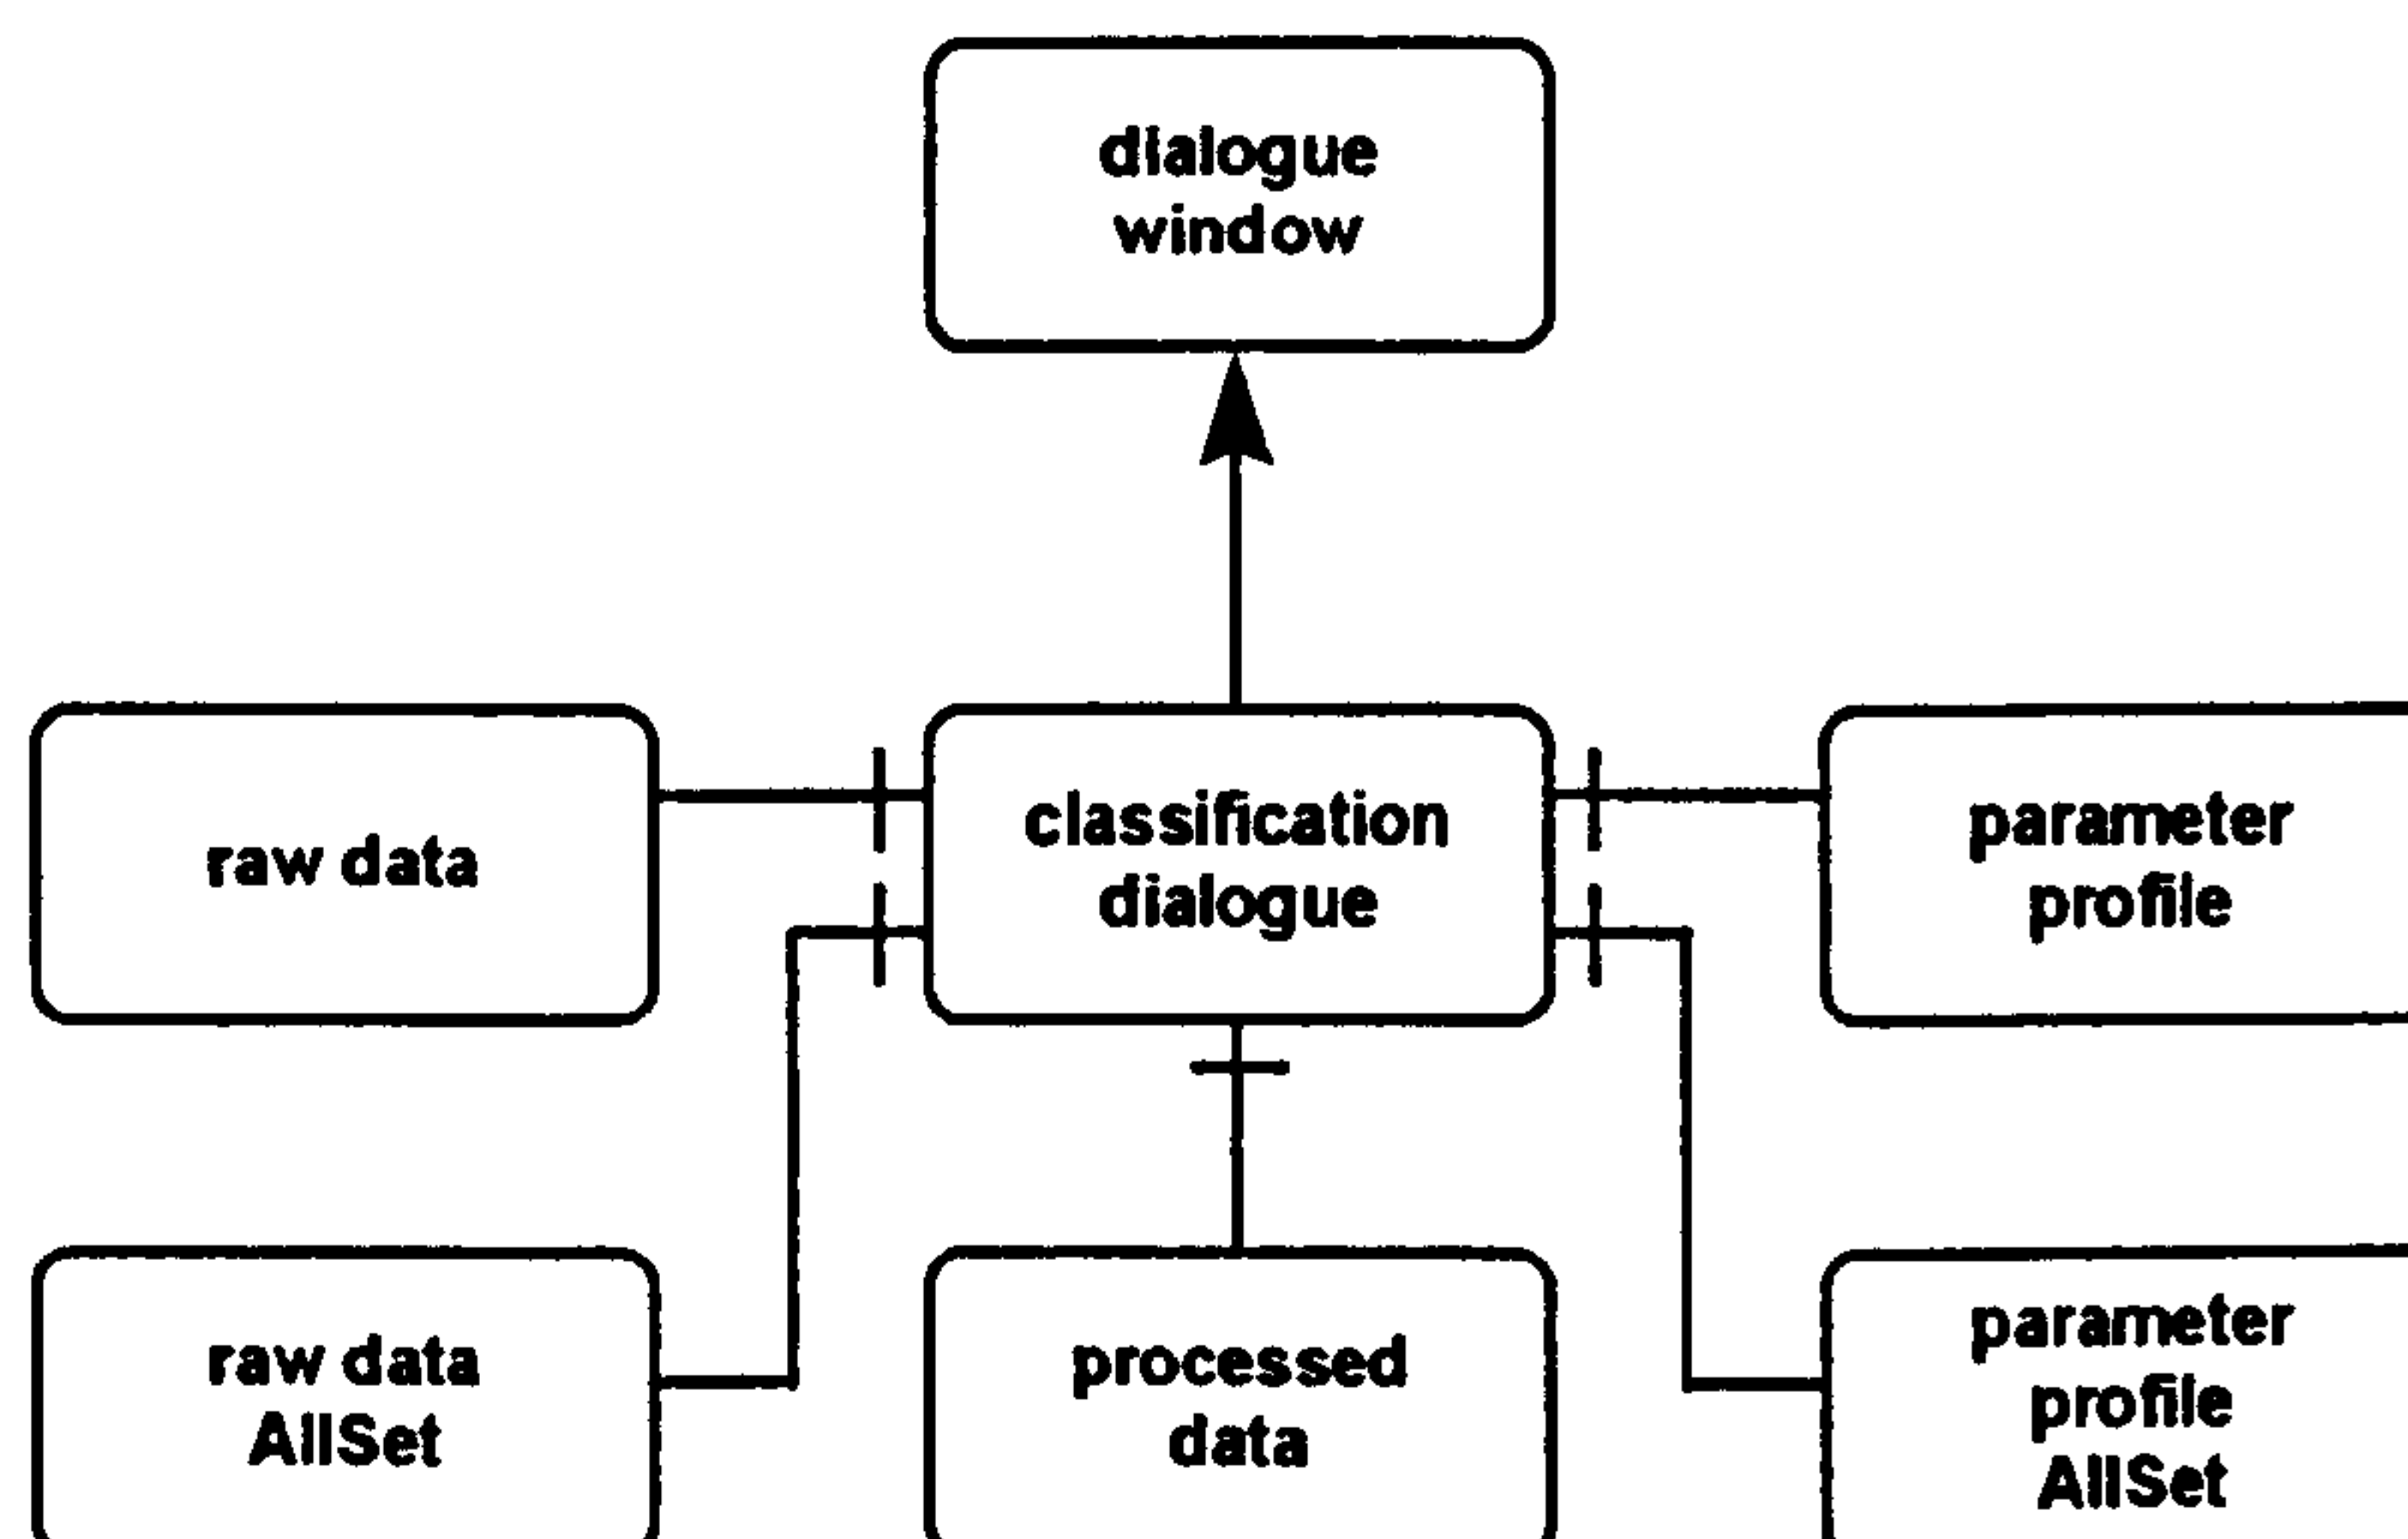 dialogue
window
raw data
classification
dialogue
parameter
profile
raw data
AllSet
processed
data
parameter
profile
AllSet